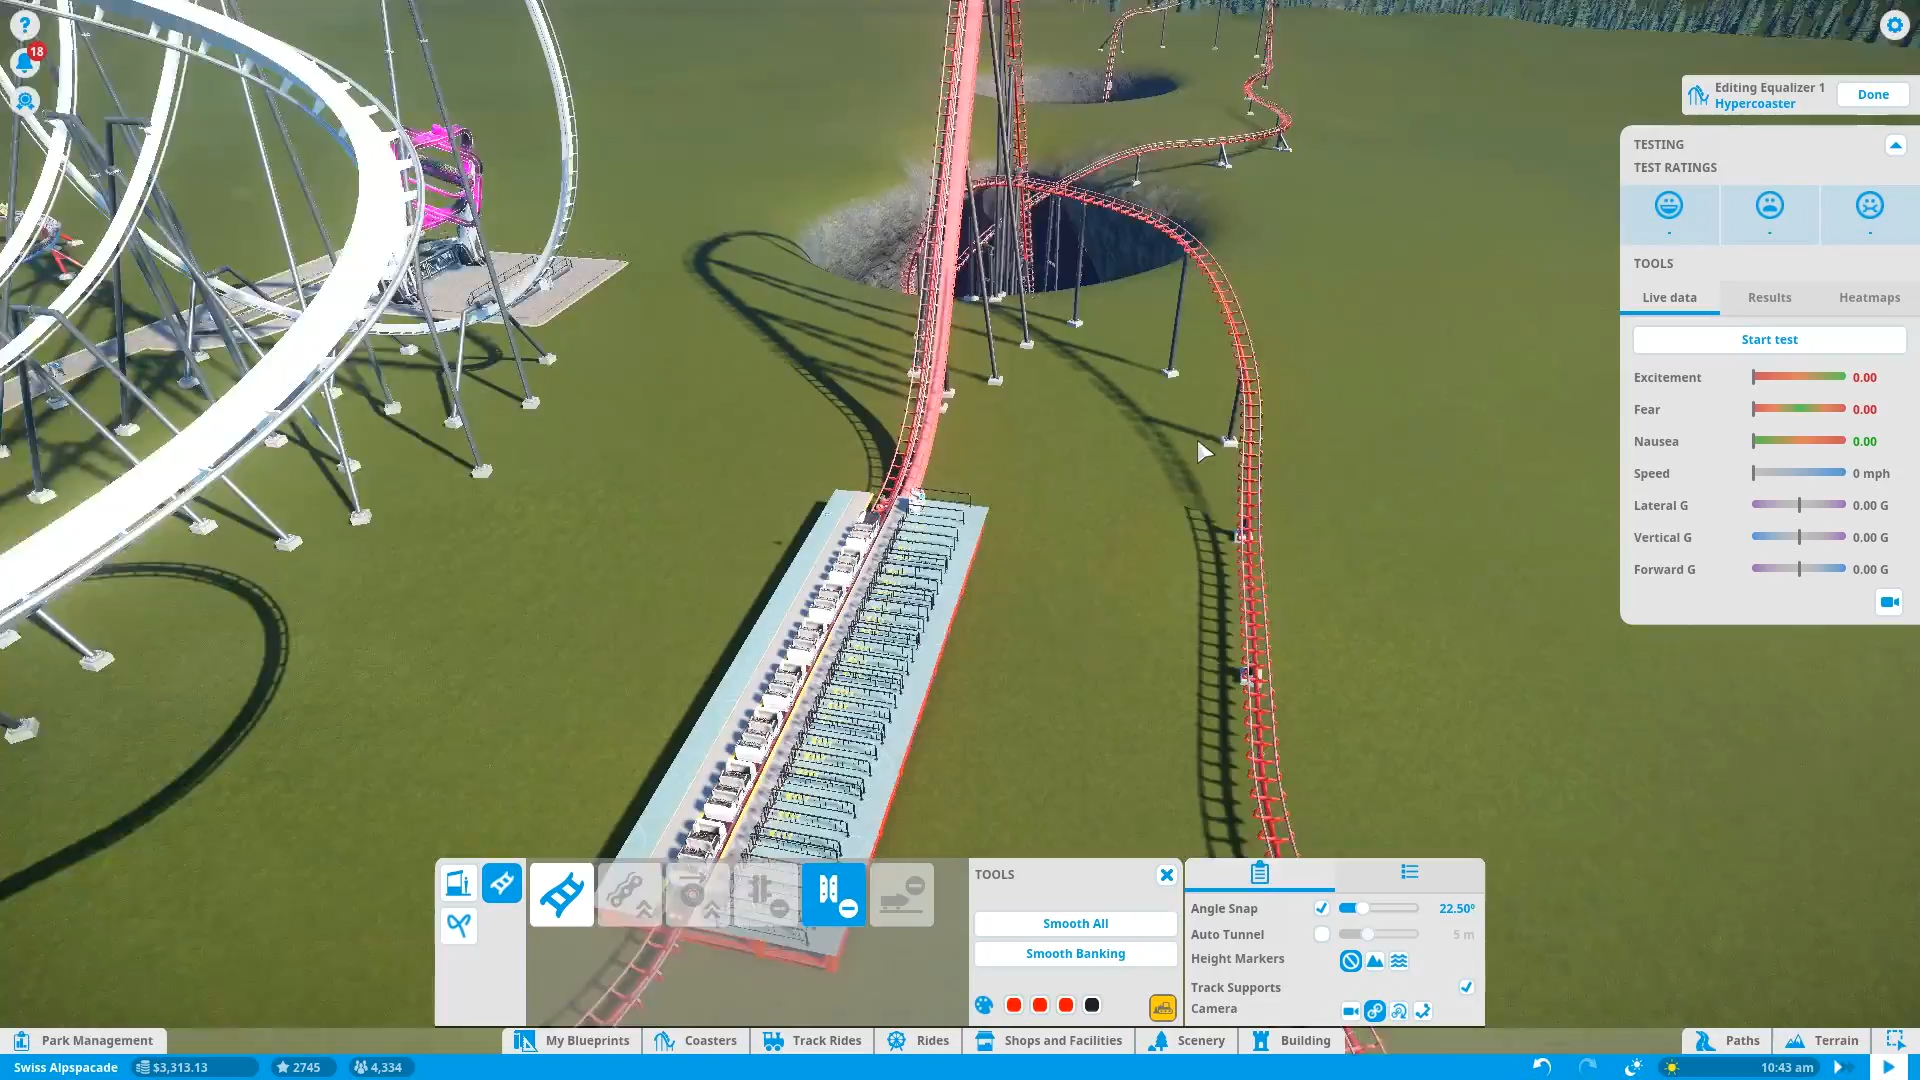 ?
18
Editing Equalizer 1
Hypercoaster
Done
TESTING
TEST RATINGS
-
-
-
TOOLS
Live data
Results
Heatmaps
Start test
Excitement 0.00
Fear 0.00
Nausea 0.00
Speed 0 mph
Lateral G 0.00 G
Vertical G 0.00 G
Forward G 0.00 G
TOOLS
Smooth All
Smooth Banking
Angle Snap 22.50º
Auto Tunnel 5 m
Height Markers
Track Supports
Camera
Park Management
My Blueprints
Coasters
Track Rides
Rides
Shops and Facilities
Scenery
Building
Paths
Terrain
Swiss Alpspacade
$3,313.13
2745
4,334
10:43 am